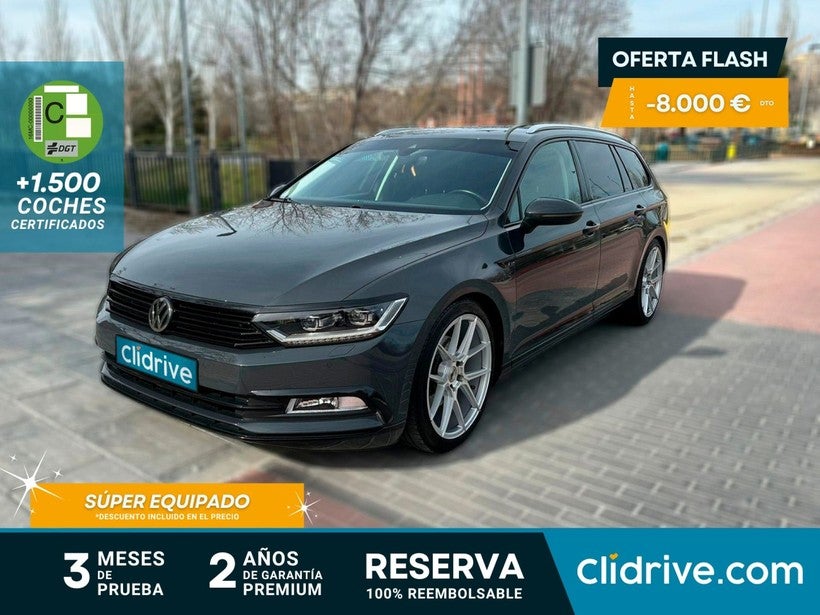 OFERTA FLASH
HASTA
-8.000 € DTO
C
DGT
+1.500
COCHES
CERTIFICADOS
Clidrive
SÚPER EQUIPADO
*DESCUENTO INCLUIDO EN EL PRECIO
3 MESES
DE
PRUEBA
2 AÑOS
DE GARANTÍA
PREMIUM
RESERVA
100% REEMBOLSABLE
Clidrive.com